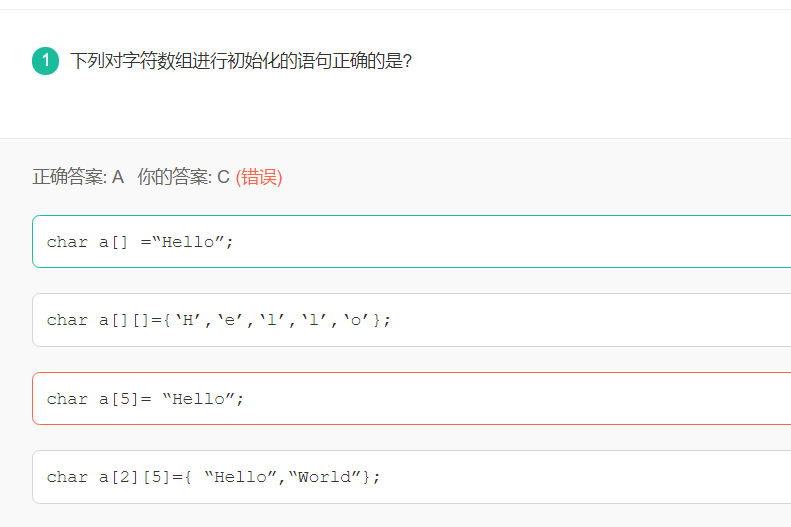 1 下列对字符数组进行初始化的语句正确的是?
正确答案: A 你的答案: C (错误)
char a[] =“Hello”;
char a[][]={‘H’,‘e’,‘l’,‘l’,‘o’};
char a[5]= “Hello”;
char a[2][5]={ “Hello”,“World”};